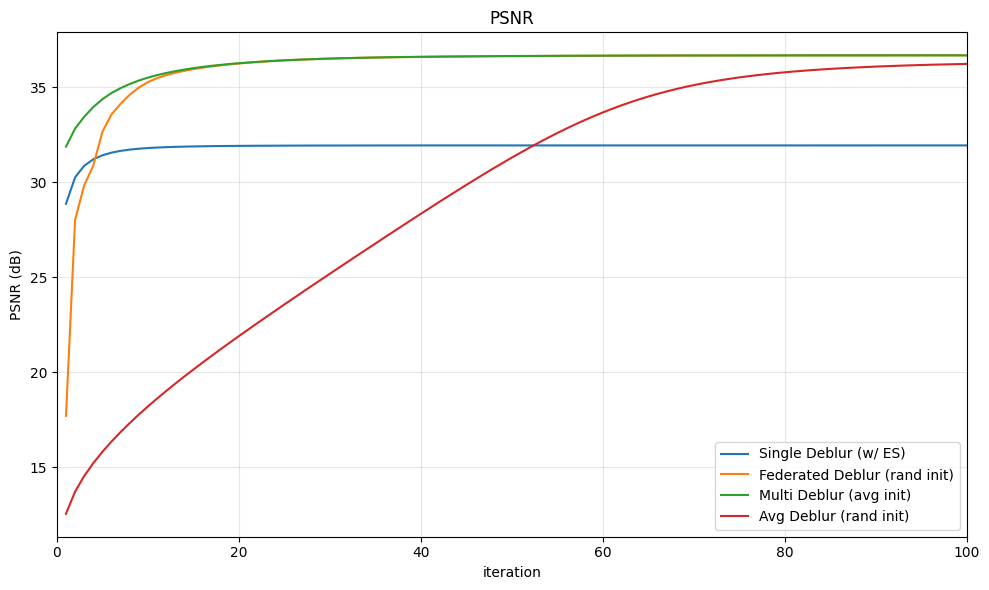 PSNR
PSNR (dB)
35
30
25
20
15
0
20
40
60
80
100
iteration
Single Deblur (w/ ES)
Federated Deblur (rand init)
Multi Deblur (avg init)
Avg Deblur (rand init)